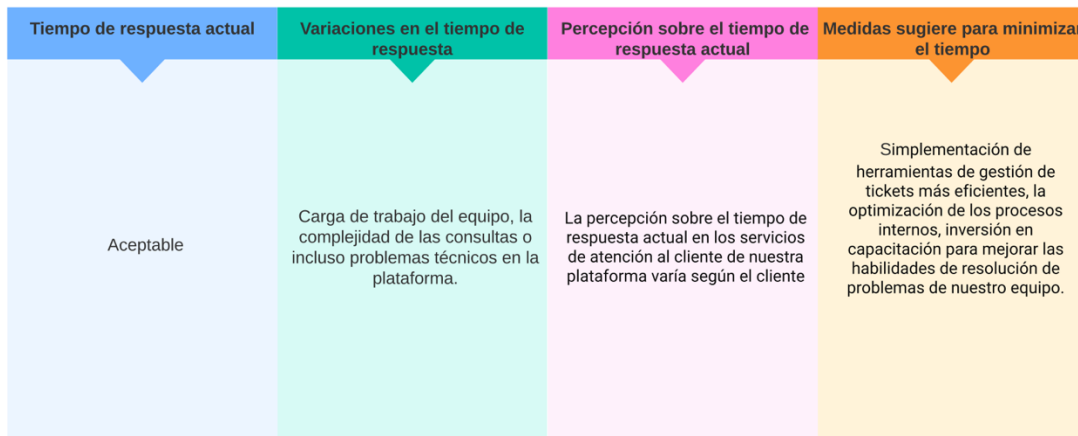 Tiempo de respuesta actual
Variaciones en el tiempo de
respuesta
Percepción sobre el tiempo de
respuesta actual
Medidas sugiere para minimizar
el tiempo
Aceptable
Carga de trabajo del equipo, la
complejidad de las consultas o
incluso problemas técnicos en la
plataforma.
La percepción sobre el tiempo de
respuesta actual en los servicios
de atención al cliente de nuestra
plataforma varía según el cliente
Simplementación de
herramientas de gestión de
tickets más eficientes, la
optimización de los procesos
internos, inversión en
capacitación para mejorar las
habilidades de resolución de
problemas de nuestro equipo.